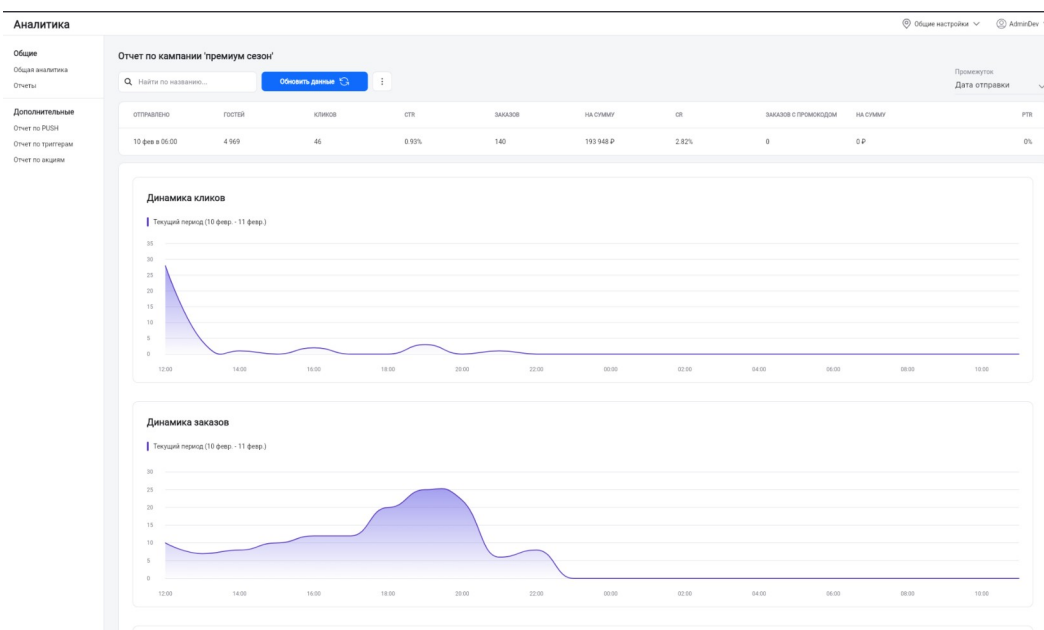 Аналитика
Общие настройки
AdminDev
Общие
Общая аналитика
Отчеты
Дополнительные
Отчет по PUSH
Отчет по триггерам
Отчет по акциям
Отчет по кампании 'премиум сезон'
Найти по названию...
Обновить данные
Промежуток
Дата отправки
ОТПРАВЛЕНО ГОСТЕЙ КЛИКОВ CTR ЗАКАЗОВ НА СУММУ CR ЗАКАЗОВ С ПРОМОКОДОМ НА СУММУ PTR
10 фев в 06:00 4 969 46 0.93% 140 193 948 ₽ 2.82% 0 0 ₽ 0%
Динамика кликов
Текущий период (10 февр. - 11 февр.)
35
30
25
20
15
10
5
0
12:00 14:00 16:00 18:00 20:00 22:00 00:00 02:00 04:00 06:00 08:00 10:00
Динамика заказов
Текущий период (10 февр. - 11 февр.)
30
25
20
15
10
5
0
12:00 14:00 16:00 18:00 20:00 22:00 00:00 02:00 04:00 06:00 08:00 10:00